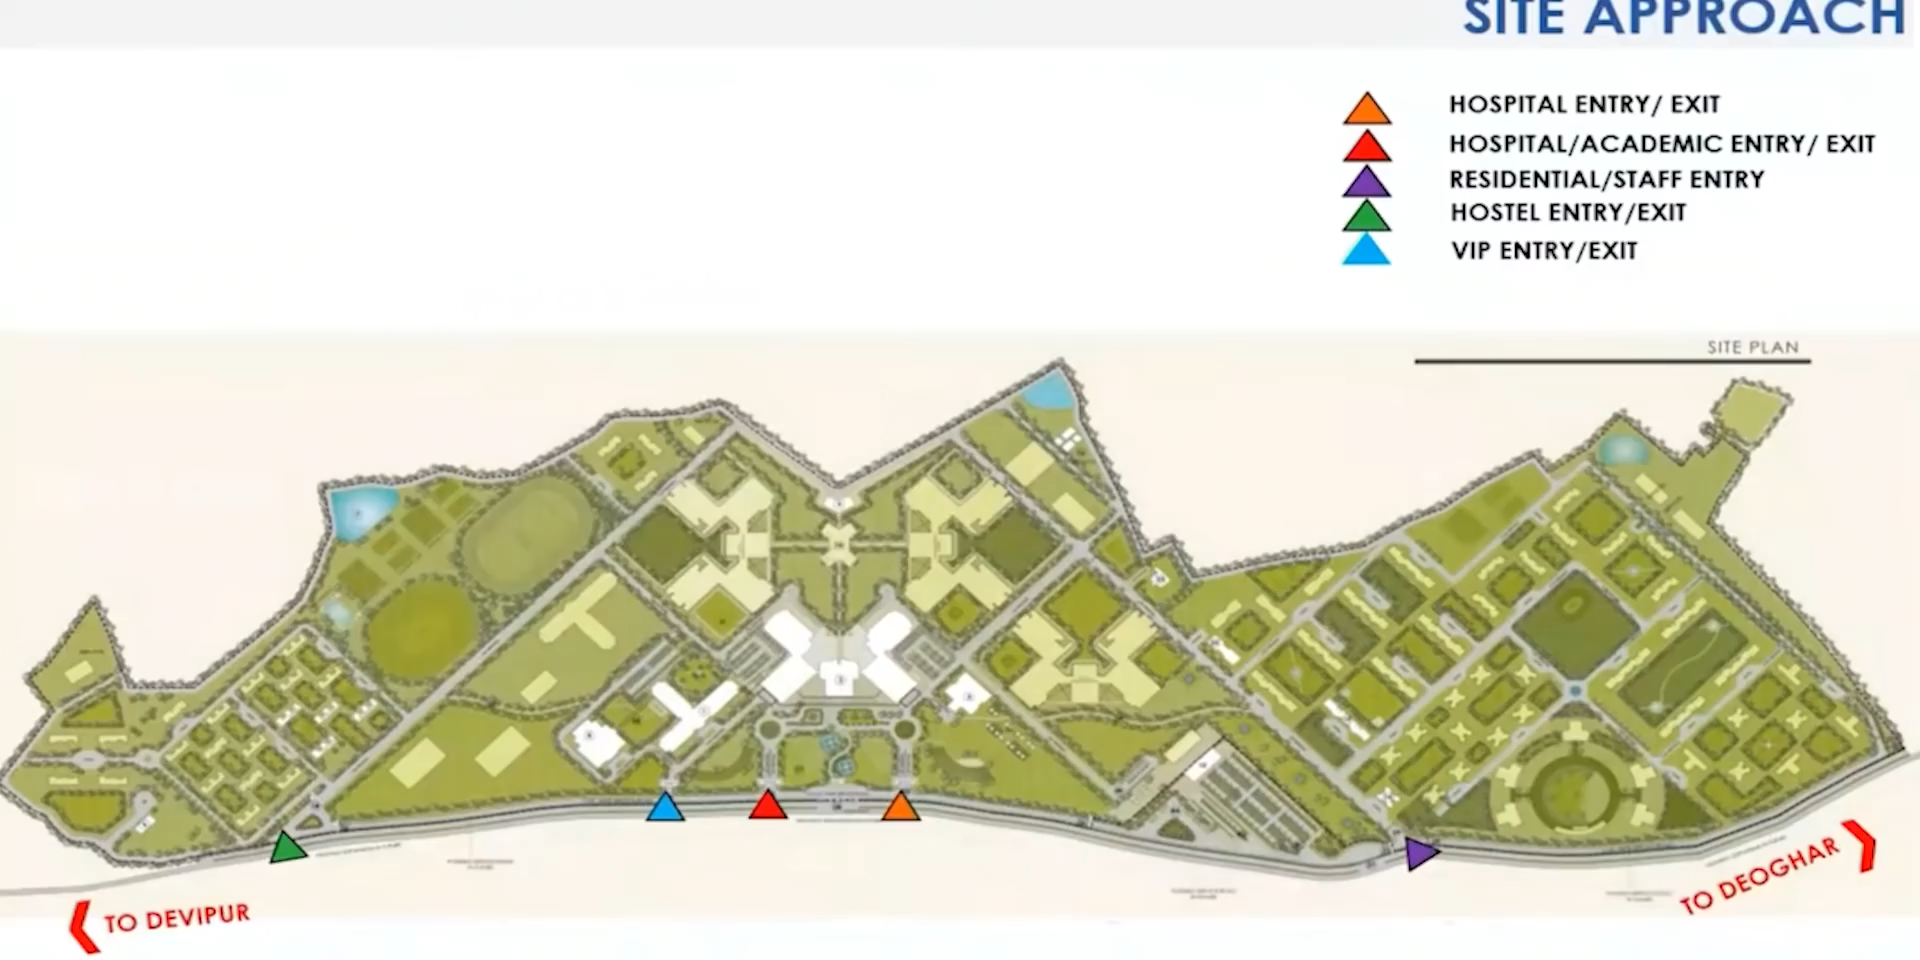 SITE APPROACH
HOSPITAL ENTRY/ EXIT
HOSPITAL/ACADEMIC ENTRY/ EXIT
RESIDENTIAL/STAFF ENTRY
HOSTEL ENTRY/EXIT
VIP ENTRY/EXIT
SITE PLAN
TO DEVIPUR
TO DEOGHAR